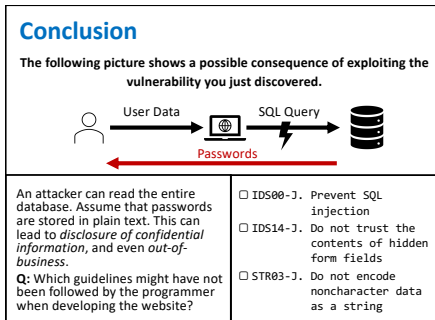 Conclusion
The following picture shows a possible consequence of exploiting the
vulnerability you just discovered.
User Data
SQL Query
Passwords
An attacker can read the entire
database. Assume that passwords
are stored in plain text. This can
lead to disclosure of confidential
information, and even out-of-
business.
Q: Which guidelines might have not
been followed by the programmer
when developing the website?
☐ IDS00-J. Prevent SQL
injection
☐ IDS14-J. Do not trust the
contents of hidden
form fields
☐ STR03-J. Do not encode
noncharacter data
as a string